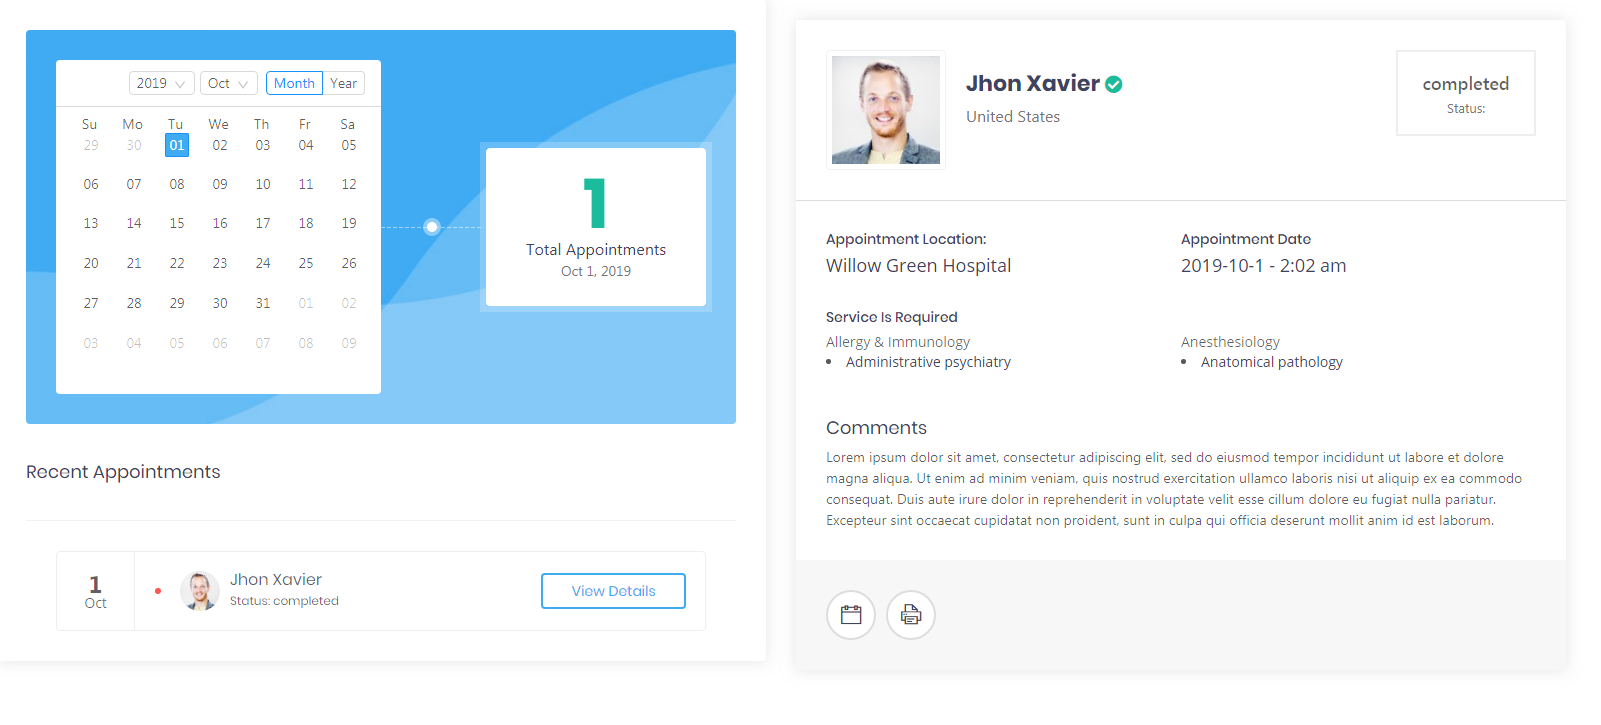 2019 Oct Month Year
Su Mo Tu We Th Fr Sa
29 30 01 02 03 04 05
06 07 08 09 10 11 12
13 14 15 16 17 18 19
20 21 22 23 24 25 26
27 28 29 30 31 01 02
03 04 05 06 07 08 09
1
Total Appointments
Oct 1, 2019
Recent Appointments
1
Oct
Jhon Xavier
Status: completed
View Details
Jhon Xavier
United States
completed
Status:
Appointment Location:
Willow Green Hospital
Appointment Date
2019-10-1 - 2:02 am
Service Is Required
Allergy & Immunology
• Administrative psychiatry
Anesthesiology
• Anatomical pathology
Comments
Lorem ipsum dolor sit amet, consectetur adipiscing elit, sed do eiusmod tempor incididunt ut labore et dolore
magna aliqua. Ut enim ad minim veniam, quis nostrud exercitation ullamco laboris nisi ut aliquip ex ea commodo
consequat. Duis aute irure dolor in reprehenderit in voluptate velit esse cillum dolore eu fugiat nulla pariatur.
Excepteur sint occaecat cupidatat non proident, sunt in culpa qui officia deserunt mollit anim id est laborum.